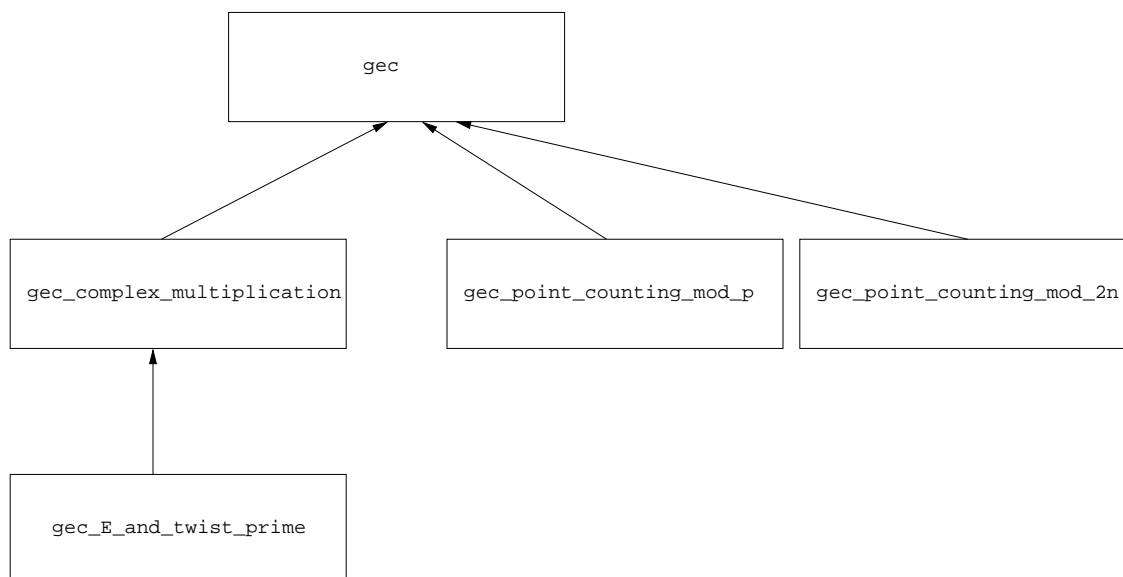 gec
gec_complex_multiplication
gec_point_counting_mod_p
gec_point_counting_mod_2n
gec_E_and_twist_prime